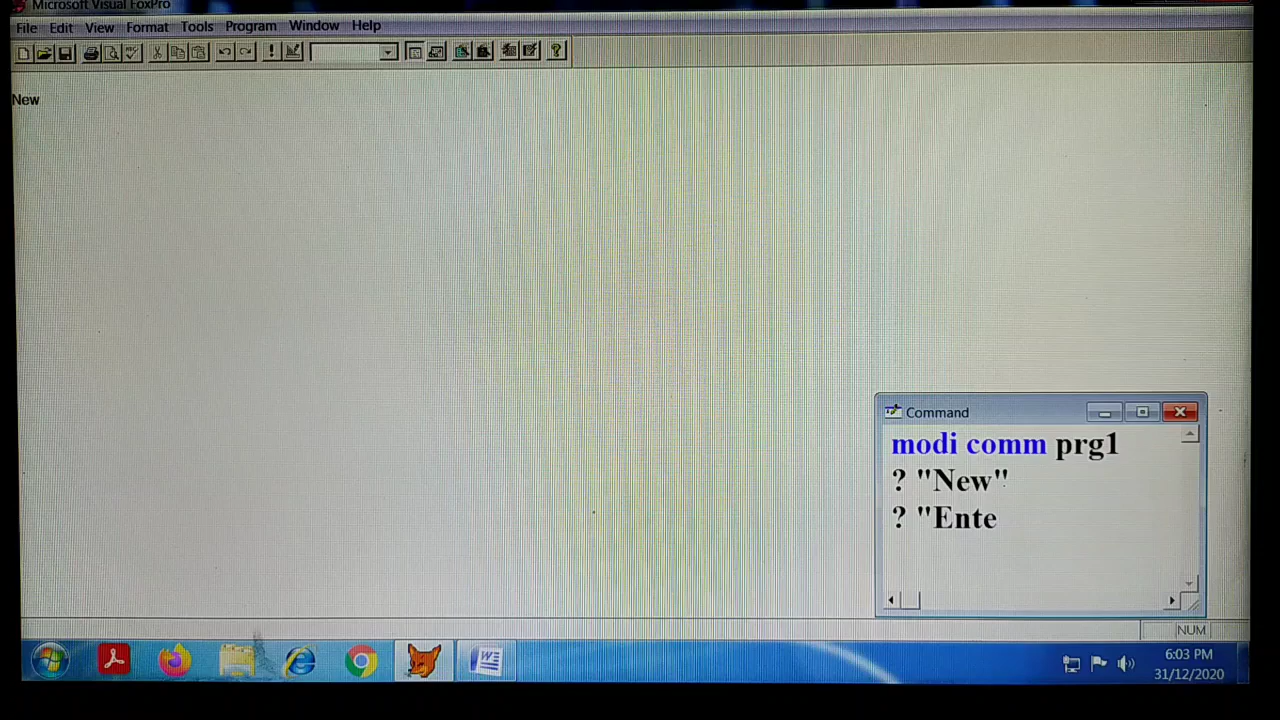 Microsoft Visual FoxPro
File Edit View Format Tools Program Window Help
New
Command
modi comm prg1
? "New"
? "Ente
NUM
6:03 PM
31/12/2020